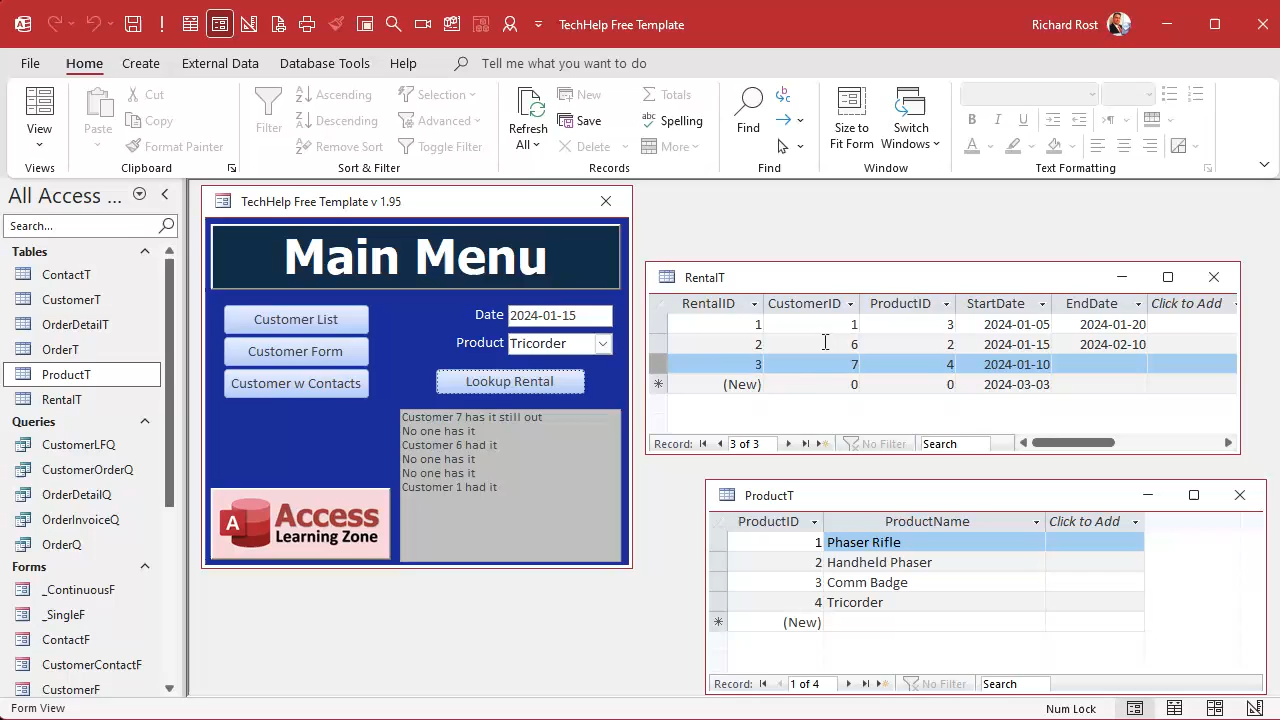 TechHelp Free Template
Richard Rost
File Home Create External Data Database Tools Help Tell me what you want to do
View
Views
Paste
Cut
Copy
Format Painter
Clipboard
Filter
Ascending
Descending
Remove Sort
Selection
Advanced
Toggle Filter
Sort & Filter
Refresh
All
New
Save
Delete
Totals
Spelling
More
Records
Find
Find
Size to
Fit Form
Switch
Windows
Window
B I U
A
Text Formatting
All Access ...
Search...
Tables
ContactT
CustomerT
OrderDetailT
OrderT
ProductT
RentalT
Queries
CustomerLFQ
CustomerOrderQ
OrderDetailQ
OrderInvoiceQ
OrderQ
Forms
_ContinuousF
_SingleF
ContactF
CustomerContactF
CustomerF
TechHelp Free Template v 1.95
Main Menu
Customer List
Customer Form
Customer w Contacts
Date 2024-01-15
Product Tricorder
Lookup Rental
Customer 7 has it still out
No one has it
Customer 6 had it
No one has it
No one has it
Customer 1 had it
A Access
Learning Zone
RentalT
RentalID CustomerID ProductID StartDate EndDate Click to Add
1 1 3 2024-01-05 2024-01-20
2 6 2 2024-01-15 2024-02-10
3 7 4 2024-01-10
(New) 0 0 2024-03-03
Record: 3 of 3 No Filter Search
ProductT
ProductID ProductName Click to Add
1 Phaser Rifle
2 Handheld Phaser
3 Comm Badge
4 Tricorder
(New)
Record: 1 of 4 No Filter Search
Form View
Num Lock